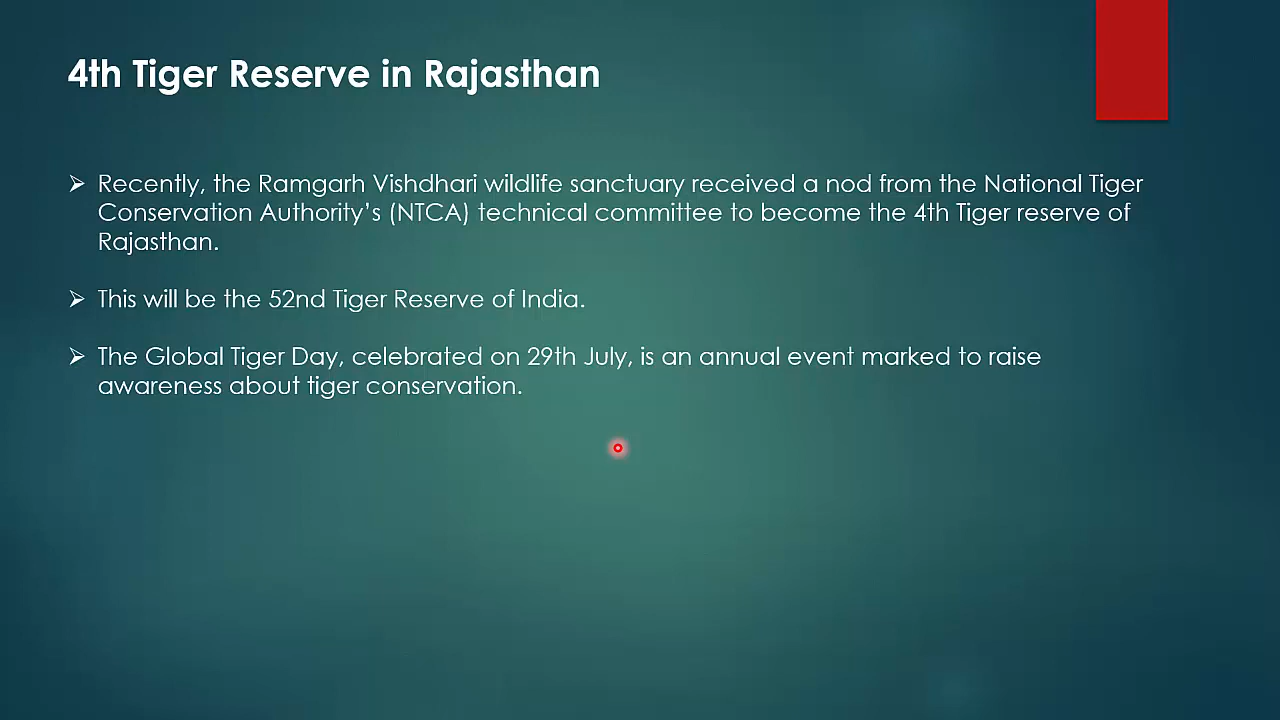 4th Tiger Reserve in Rajasthan
Recently, the Ramgarh Vishdhari wildlife sanctuary received a nod from the National Tiger
Conservation Authority’s (NTCA) technical committee to become the 4th Tiger reserve of
Rajasthan.
This will be the 52nd Tiger Reserve of India.
The Global Tiger Day, celebrated on 29th July, is an annual event marked to raise
awareness about tiger conservation.